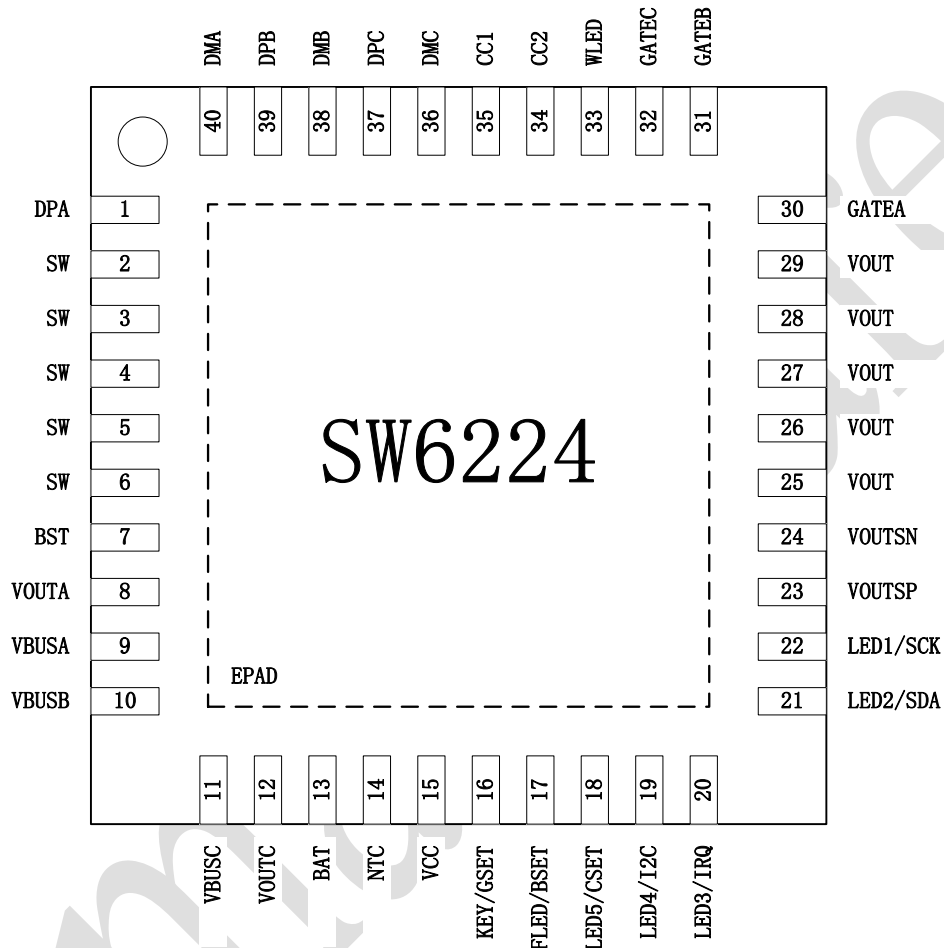 DMA DPB DMB DPC DMC CC1 CC2 WLED GATEC GATEB
40 39 38 37 36 35 34 33 32 31
DPA 1 30 GATEA
SW 2 29 VOUT
SW 3 28 VOUT
SW 4 27 VOUT
SW 5 26 VOUT
SW 6 25 VOUT
SW6224
BST 7 24 VOUTSN
VOUTA 8 23 VOUTSP
VBUSA 9 22 LED1/SCK
EPAD
VBUSB 10 21 LED2/SDA
11 12 13 14 15 16 17 18 19 20
VBUSC VOUTC BAT NTC VCC KEY/GSET FLED/BSET LED5/CSET LED4/I2C LED3/IRQ